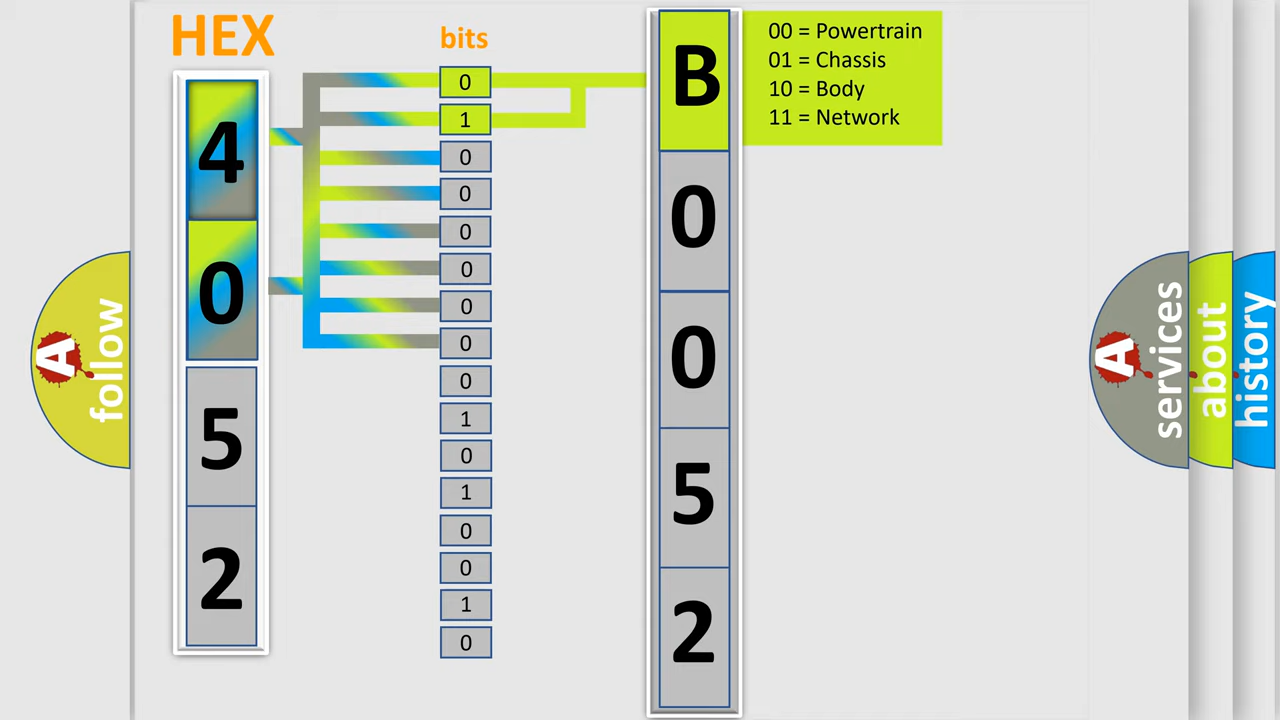 HEX
bits
4
0
5
2
0
1
0
0
0
0
0
0
0
1
0
1
0
0
1
0
B
0
0
5
2
00 = Powertrain
01 = Chassis
10 = Body
11 = Network
A
follow
A
services
about
history